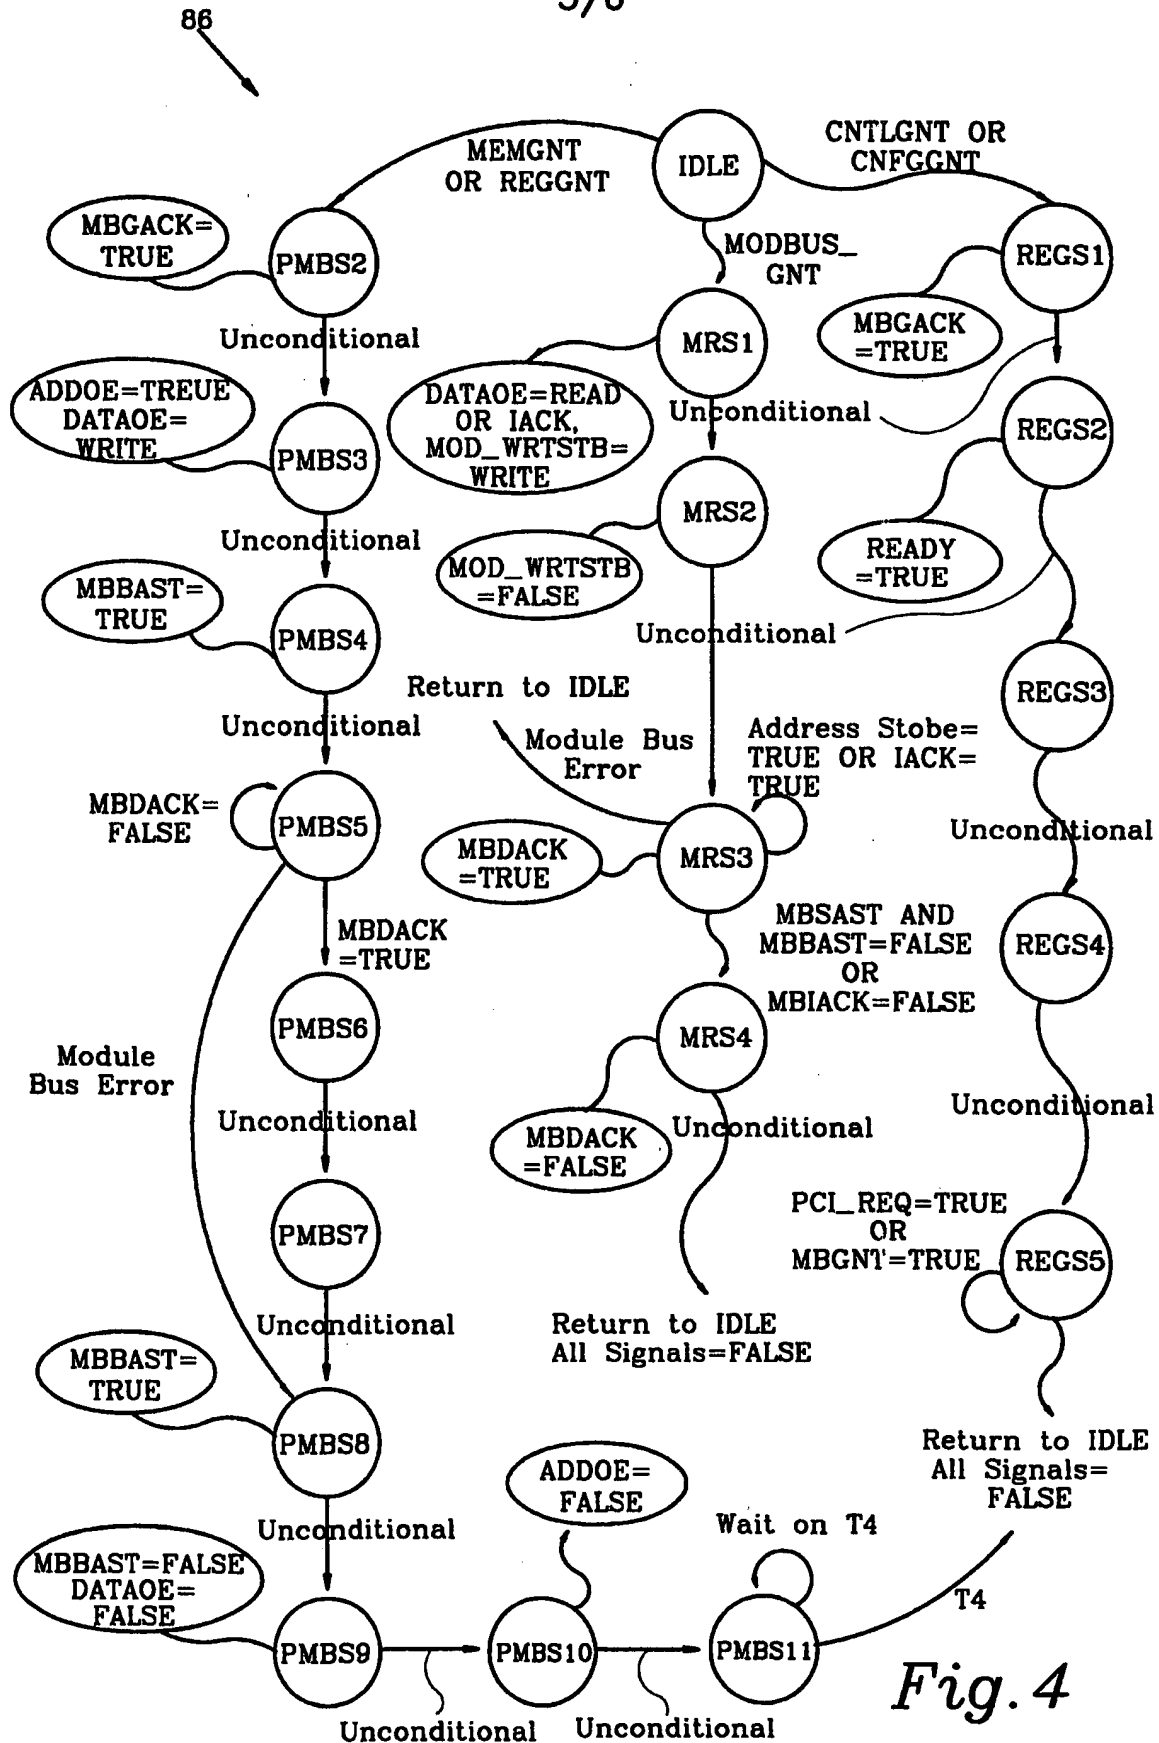 86
3/6
IDLE
MEMGNT
OR REGGNT
CNTLGNT OR
CNFGGNT
MODBUS_
GNT
MBGACK=
TRUE
PMBS2
Unconditional
ADDOE=TREUE
DATAOE=
WRITE
PMBS3
Unconditional
MBBAST=
TRUE
PMBS4
Unconditional
MBDACK=
FALSE
PMBS5
MBDACK
=TRUE
PMBS6
Module
Bus Error
Unconditional
PMBS7
Unconditional
MBBAST=
TRUE
PMBS8
Unconditional
MBBAST=FALSE
DATAOE=
FALSE
PMBS9
Unconditional
ADDOE=
FALSE
PMBS10
Unconditional
Wait on T4
PMBS11
T4
MRS1
DATAOE=READ
OR IACK,
MOD_WRTSTB=
WRITE
Unconditional
MRS2
MOD_WRTSTB
=FALSE
Unconditional
Return to IDLE
Module Bus
Error
Address Stobe=
TRUE OR IACK=
TRUE
MBDACK
=TRUE
MRS3
MBSAST AND
MBBAST=FALSE
OR
MBIACK=FALSE
MRS4
MBDACK
=FALSE
Unconditional
Return to IDLE
All Signals=FALSE
REGS1
MBGACK
=TRUE
REGS2
READY
=TRUE
REGS3
Unconditional
REGS4
Unconditional
PCI_REQ=TRUE
OR
MBGNT=TRUE
REGS5
Return to IDLE
All Signals=
FALSE
Fig. 4